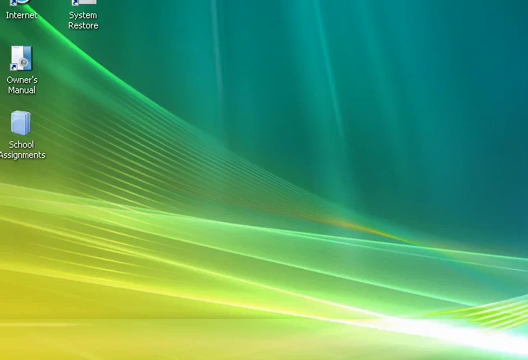 Internet
System
Restore
Owner's
Manual
School
Assignments